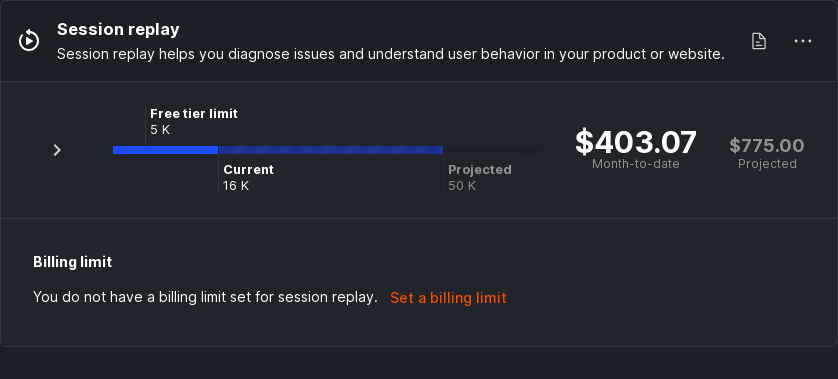 Session replay
Session replay helps you diagnose issues and understand user behavior in your product or website.
Free tier limit
5 K
Current
16 K
Projected
50 K
$403.07
Month-to-date
$775.00
Projected
Billing limit
You do not have a billing limit set for session replay. Set a billing limit